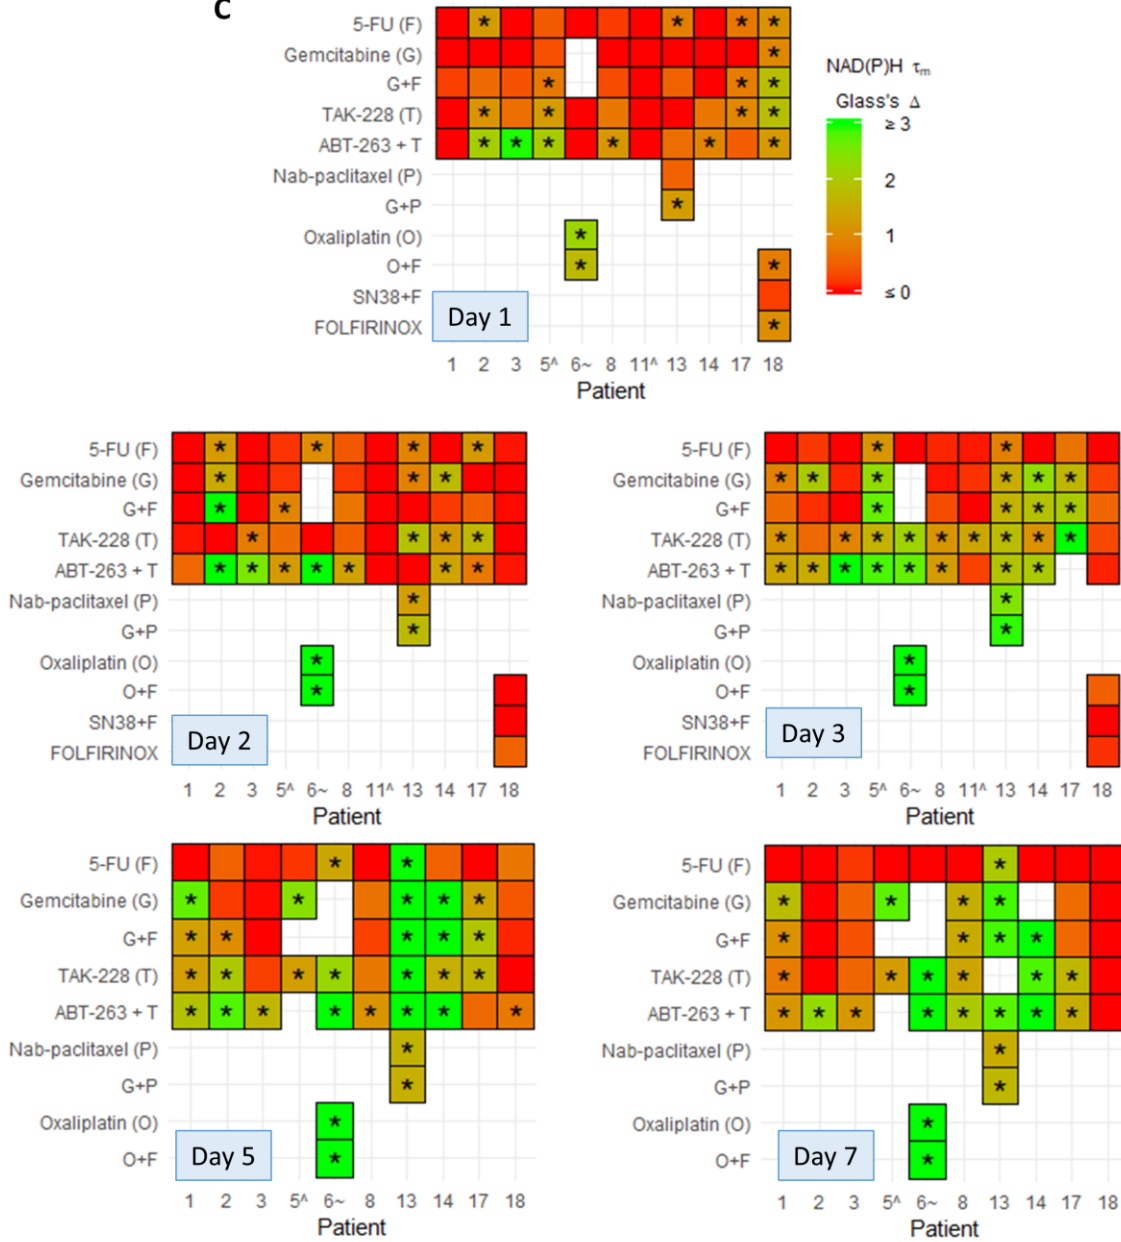 C
5-FU (F)
Gemcitabine (G)
G+F
TAK-228 (T)
ABT-263 + T
Nab-paclitaxel (P)
G+P
Oxaliplatin (O)
O+F
SN38+F
FOLFIRINOX
* * * *
*
* * *
* * * *
* * * * * *
*
*
* *
*
Day 1
1 2 3 5^ 6~ 8 11^ 13 14 17 18
Patient
NAD(P)H τm
Glass's Δ
≥ 3
2
1
≤ 0
5-FU (F)
Gemcitabine (G)
G+F
TAK-228 (T)
ABT-263 + T
Nab-paclitaxel (P)
G+P
Oxaliplatin (O)
O+F
SN38+F
FOLFIRINOX
* * * *
* * *
* *
* * * *
* * * * * * *
*
*
*
*
Day 2
1 2 3 5^ 6~ 8 11^ 13 14 17 18
Patient
5-FU (F)
Gemcitabine (G)
G+F
TAK-228 (T)
ABT-263 + T
Nab-paclitaxel (P)
G+P
Oxaliplatin (O)
O+F
SN38+F
FOLFIRINOX
* *
* * * * * *
* * * *
* * * * * * * * *
* * * * * * * *
*
*
*
*
Day 3
1 2 3 5^ 6~ 8 11^ 13 14 17 18
Patient
5-FU (F)
Gemcitabine (G)
G+F
TAK-228 (T)
ABT-263 + T
Nab-paclitaxel (P)
G+P
Oxaliplatin (O)
O+F
* *
* * * * *
* * * * *
* * * * * * *
* * * * * * * *
*
*
*
*
Day 5
1 2 3 5^ 6~ 8 13 14 17 18
Patient
5-FU (F)
Gemcitabine (G)
G+F
TAK-228 (T)
ABT-263 + T
Nab-paclitaxel (P)
G+P
Oxaliplatin (O)
O+F
*
* * * *
* * * *
* * * * * *
* * * * * * * *
*
*
*
*
Day 7
1 2 3 5^ 6~ 8 13 14 17 18
Patient